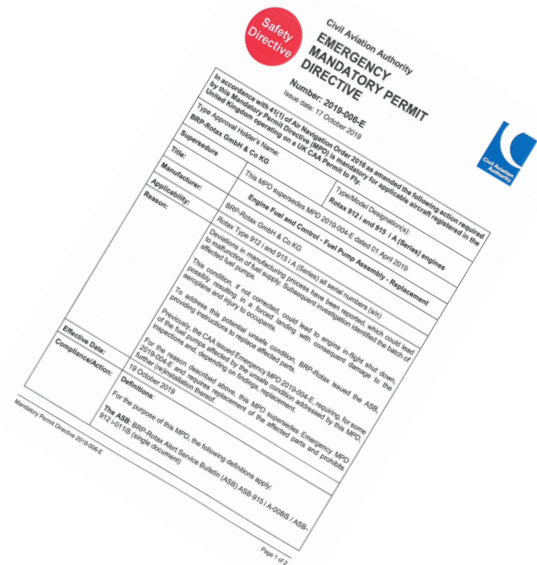 Safety
Directive
Civil Aviation Authority
EMERGENCY
MANDATORY PERMIT
DIRECTIVE
Number: 2019-006-E
Issue date: 17 October 2019
Civil Aviation
Authority
In accordance with 41(1) of Air Navigation Order 2016 as amended the following action required
by this Mandatory Permit Directive (MPD) is mandatory for applicable aircraft registered in the
United Kingdom operating on a UK CAA Permit to Fly.
Type Approval Holder's Name:
BRP-Rotax GmbH & Co KG
Type/Model Designation(s):
Rotax 912 i and 915 i A (Series) engines
Supersedure
This MPD supersedes MPD 2019-004-E dated 01 April 2019
Title:
Engine Fuel and Control - Fuel Pump Assembly - Replacement
Manufacturer:
BRP-Rotax GmbH & Co KG
Applicability:
Rotax Type 912 i and 915 i A (Series) all serial numbers (s/n)
Reason:
Deviations in manufacturing process have been reported, which could lead
to malfunction of fuel supply. Subsequent investigation identified the batch of
affected fuel pumps.
This condition, if not corrected, could lead to engine in-flight shut down,
possibly resulting in a forced landing with consequent damage to the
aeroplane and injury to occupants.
To address this potential unsafe condition, BRP-Rotax issued the ASB,
providing instructions to replace affected parts.
Previously, the CAA issued Emergency MPD 2019-004-E, requiring, for some
of the fuel pumps affected by the unsafe condition addressed by this MPD,
inspections and, depending on findings, replacement.
For the reason described above, this MPD supersedes Emergency MPD
2019-004-E and requires replacement of the affected parts and prohibits
further (re)installation thereof.
Effective Date:
19 October 2019
Compliance/Action:
Definitions:
For the purpose of this MPD, the following definitions apply:
The ASB: BRP-Rotax Alert Service Bulletin (ASB) ASB-915 i A-008iS / ASB-
912 i-011iS (single document)
Mandatory Permit Directive 2019-006-E
Page 1 of 2